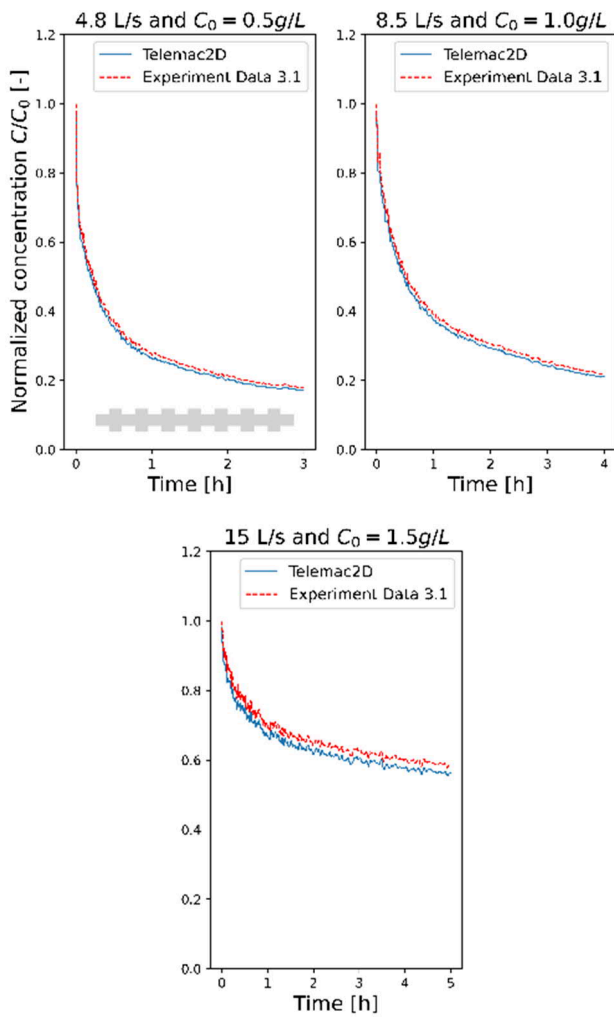 4.8 L/s and C₀ = 0.5g/L
Normalized concentration C/C₀ [-]
1.2
1.0
0.8
0.6
0.4
0.2
0.0
Telemac2D
Experiment Data 3.1
0
1
2
3
Time [h]
8.5 L/s and C₀ = 1.0g/L
1.2
1.0
0.8
0.6
0.4
0.2
0.0
Telemac2D
Experiment Data 3.1
0
1
2
3
4
Time [h]
15 L/s and C₀ = 1.5g/L
1.2
1.0
0.8
0.6
0.4
0.2
0.0
Telemac2D
Experiment Data 3.1
0
1
2
3
4
5
Time [h]